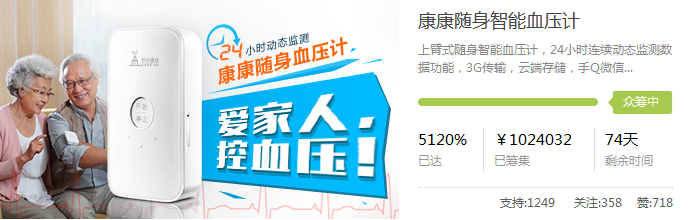 24小时动态监测
康康随身血压计
爱家人,
控血压!
开始
停止
康康随身智能血压计
上臂式随身智能血压计，24小时连续动态监测数
据功能，3G传输，云端存储，手Q微信...
众筹中
5120%
￥1024032
74天
已达
已筹集
剩余时间
支持:1249
关注:358
赞:718